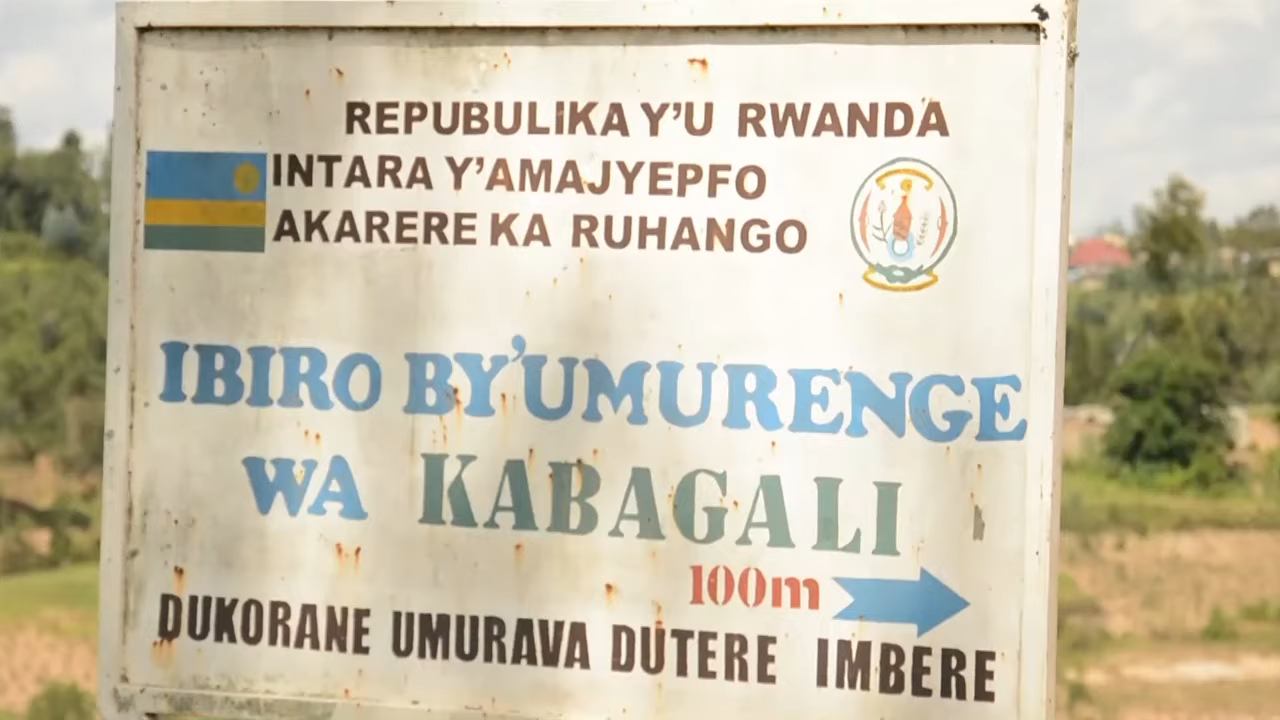 REPUBULIKA Y'U RWANDA
INTARA Y'AMAJYEPFO
AKARERE KA RUHANGO
IBIRO BY'UMURENGE
WA KABAGALI
100m
DUKORANE UMURAVA DUTERE IMBERE